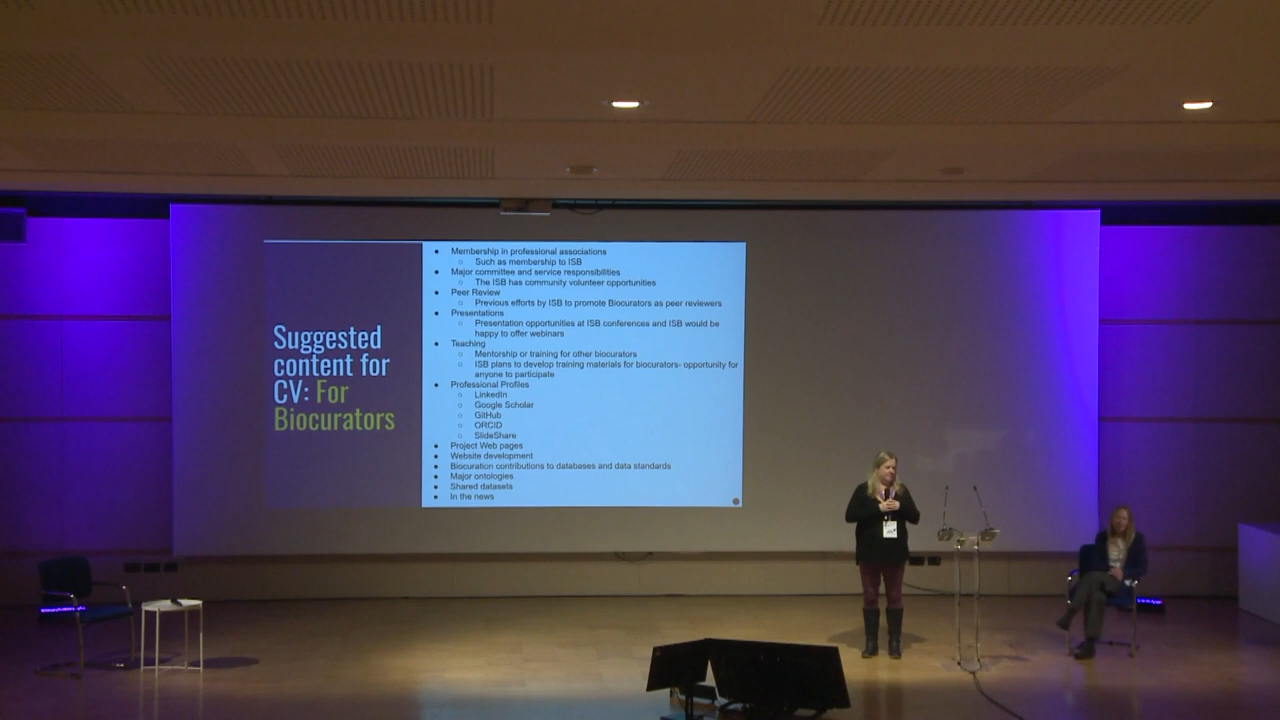 Suggested
content for
CV: For
Biocurators
● Membership in professional associations
○ Such as membership to ISB
● Major committee and service responsibilities
○ The ISB has community volunteer opportunities
● Peer Review
○ Previous efforts by ISB to promote Biocurators as peer reviewers
● Presentations
○ Presentation opportunities at ISB conferences and ISB would be
happy to offer webinars
● Teaching
○ Mentorship or training for other biocurators
○ ISB plans to develop training materials for biocurators- opportunity for
anyone to participate
● Professional Profiles
○ LinkedIn
○ Google Scholar
○ GitHub
○ ORCID
○ SlideShare
● Project Web pages
● Website development
● Biocuration contributions to databases and data standards
● Major ontologies
● Shared datasets
● In the news